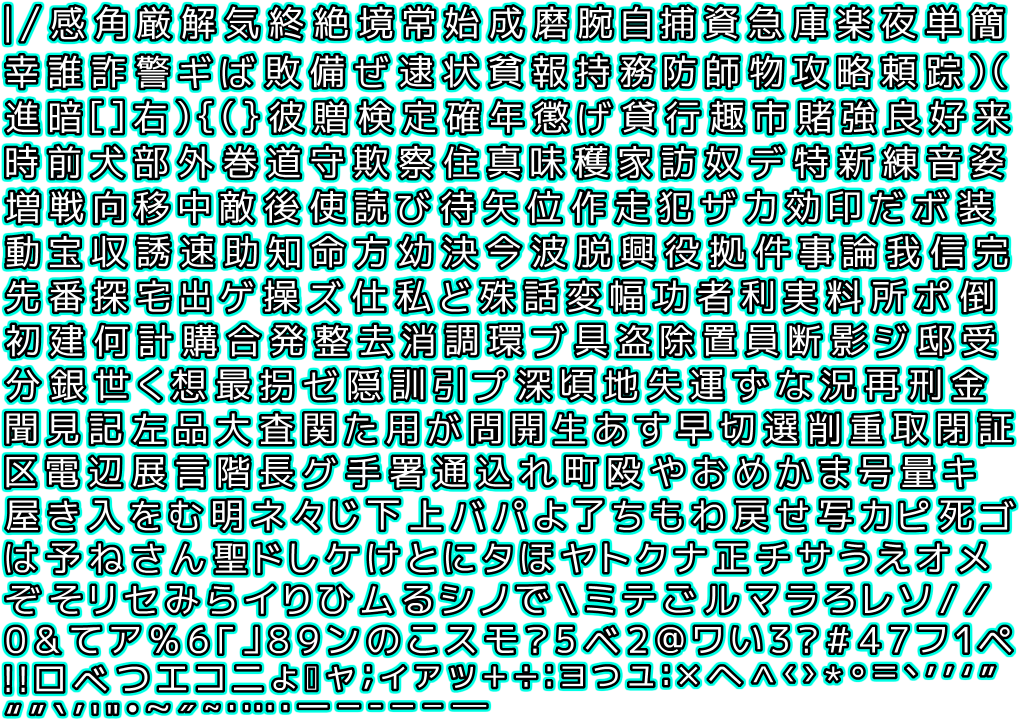 |/感角厳解気終絶境常始成磨腕自捕資急庫楽夜単簡
幸誰詐警ギば敗備ぜ逮状貧報持務防師物攻略頼踪)(
進暗[]右){(}彼贈検定確年懲げ貸行趣市賭強良好来
時前犬部外巻道守欺察住真味穫家訪奴デ特新練音姿
増戦向移中敵後使読び待矢位作走犯ザカ効印だボ装
動宝収誘速助知命方幼決今波脱興役拠件事論我信完
先番探宅出ゲ操ズ仕私ど殊話変幅功者利実料所ポ倒
初建何計購合発整去消調環ブ具盗除置員断影ジ邸受
分銀世く想最拐ゼ隠訓引プ深頃地失運ずな況再刑金
聞見記左品大査関た用が問開生あす早切選削重取閉証
区電辺展言階長グ手署通込れ町殴やおめかま号量キ
屋き入をむ明ネ々じ下上バパよ了ちもわ戻せ写カピ死ゴ
は予ねさん聖ドしケけとにタほヤトクナ正チサうえオメ
ぞそリセみらイりひムるシノで\ミテごルマラろレソ//
0&てア%6「」89ンのこスモ?5ベ2@ワい3?#47フ1ペ
!!ロべつエコニょ『ャ;ィァッ+÷:ヨっユ:×ヘ^<>*°=ヽ′′′″